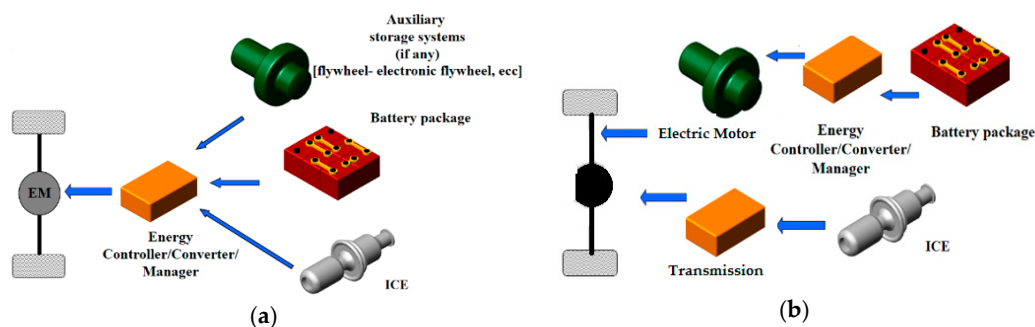 Auxiliary
storage systems
(if any)
[flywheel- electronic flywheel, ecc]
Battery package
EM
Energy
Controller/Converter/
Manager
ICE
(a)
Electric Motor
Energy
Controller/Converter/
Manager
Battery package
Transmission
ICE
(b)